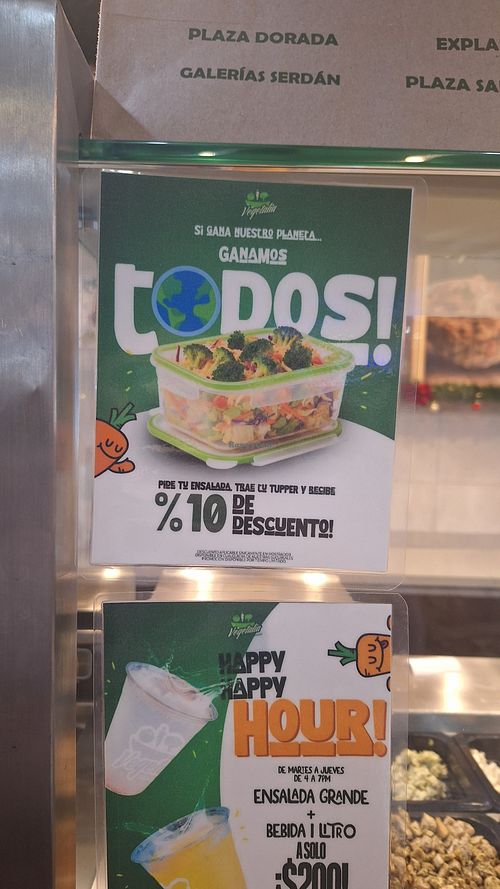 PLAZA DORADA
EXPLA
GALERÍAS SERDÁN
PLAZA SA
Vegetalia
Si GANA NUESTRO PLANETA...
GANAMOS
TODOS!
PIDE TU ENSALADA, TRAE TU TUPPER Y RECIBE
%10 DE
DESCUENTO!
Vegetalia
HAPPY
HAPPY
HOUR!
DE MARTES A JUEVES
DE 4 A 7PM
ENSALADA GRANDE
+
BEBIDA 1 LITRO
A SOLO
¡$200!